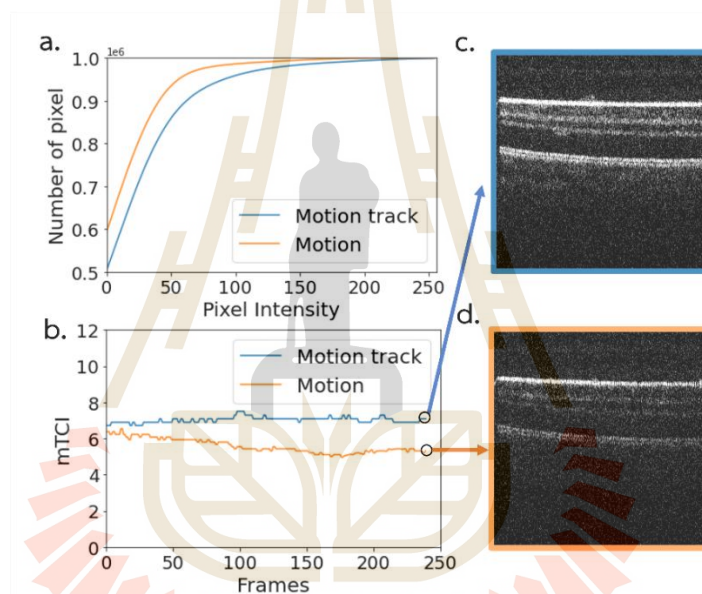 a.
1e6
Number of pixel
1.0
0.9
0.8
0.7
0.6
0.5
Motion track
Motion
0 50 100 150 200 250
Pixel Intensity
b.
mTCI
12
10
8
6
4
2
0
Motion track
Motion
0 50 100 150 200 250
Frames
c.
d.